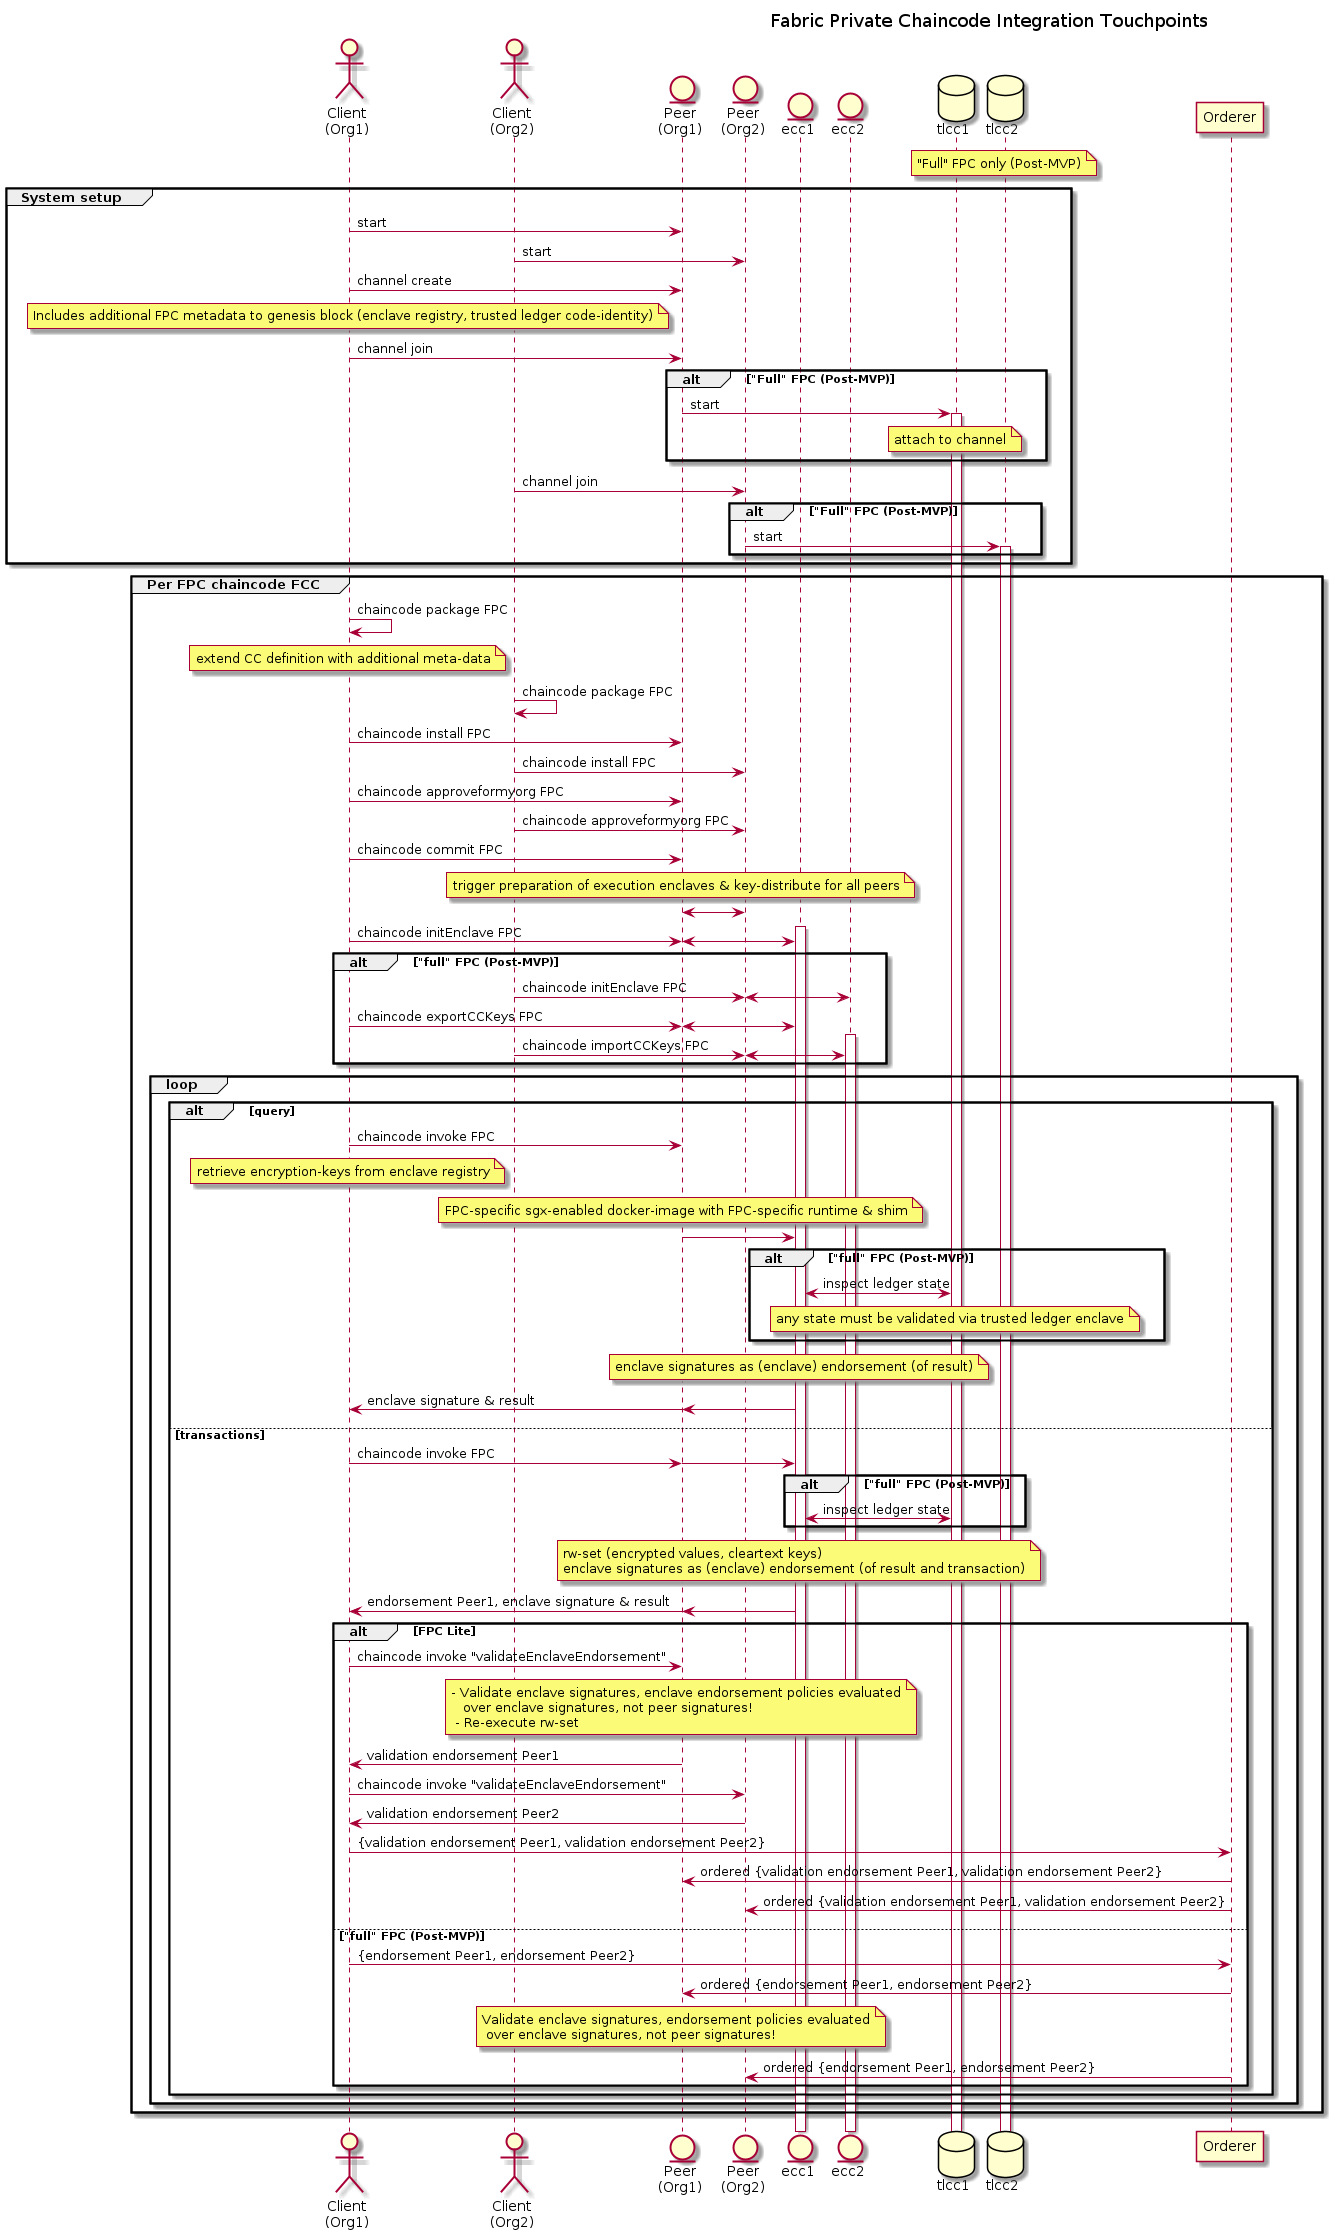 Fabric Private Chaincode Integration Touchpoints
Client
(Org1)
Client
(Org2)
Peer
(Org1)
Peer
(Org2)
ecc1
ecc2
tlcc1
tlcc2
Orderer
"Full" FPC only (Post-MVP)
System setup
start
start
channel create
Includes additional FPC metadata to genesis block (enclave registry, trusted ledger code-identity)
channel join
alt ["Full" FPC (Post-MVP)]
start
attach to channel
channel join
alt ["Full" FPC (Post-MVP)]
start
Per FPC chaincode FCC
chaincode package FPC
extend CC definition with additional meta-data
chaincode package FPC
chaincode install FPC
chaincode install FPC
chaincode approveformyorg FPC
chaincode approveformyorg FPC
chaincode commit FPC
trigger preparation of execution enclaves & key-distribute for all peers
chaincode initEnclave FPC
alt ["full" FPC (Post-MVP)]
chaincode initEnclave FPC
chaincode exportCCKeys FPC
chaincode importCCKeys FPC
loop
alt [query]
chaincode invoke FPC
retrieve encryption-keys from enclave registry
FPC-specific sgx-enabled docker-image with FPC-specific runtime & shim
alt ["full" FPC (Post-MVP)]
inspect ledger state
any state must be validated via trusted ledger enclave
enclave signatures as (enclave) endorsement (of result)
enclave signature & result
[transactions]
chaincode invoke FPC
alt ["full" FPC (Post-MVP)]
inspect ledger state
rw-set (encrypted values, cleartext keys)
enclave signatures as (enclave) endorsement (of result and transaction)
endorsement Peer1, enclave signature & result
alt [FPC Lite]
chaincode invoke "validateEnclaveEndorsement"
- Validate enclave signatures, enclave endorsement policies evaluated
over enclave signatures, not peer signatures!
- Re-execute rw-set
validation endorsement Peer1
chaincode invoke "validateEnclaveEndorsement"
validation endorsement Peer2
{validation endorsement Peer1, validation endorsement Peer2}
ordered {validation endorsement Peer1, validation endorsement Peer2}
ordered {validation endorsement Peer1, validation endorsement Peer2}
["full" FPC (Post-MVP)]
{endorsement Peer1, endorsement Peer2}
ordered {endorsement Peer1, endorsement Peer2}
Validate enclave signatures, endorsement policies evaluated
over enclave signatures, not peer signatures!
ordered {endorsement Peer1, endorsement Peer2}
Client
(Org1)
Client
(Org2)
Peer
(Org1)
Peer
(Org2)
ecc1
ecc2
tlcc1
tlcc2
Orderer